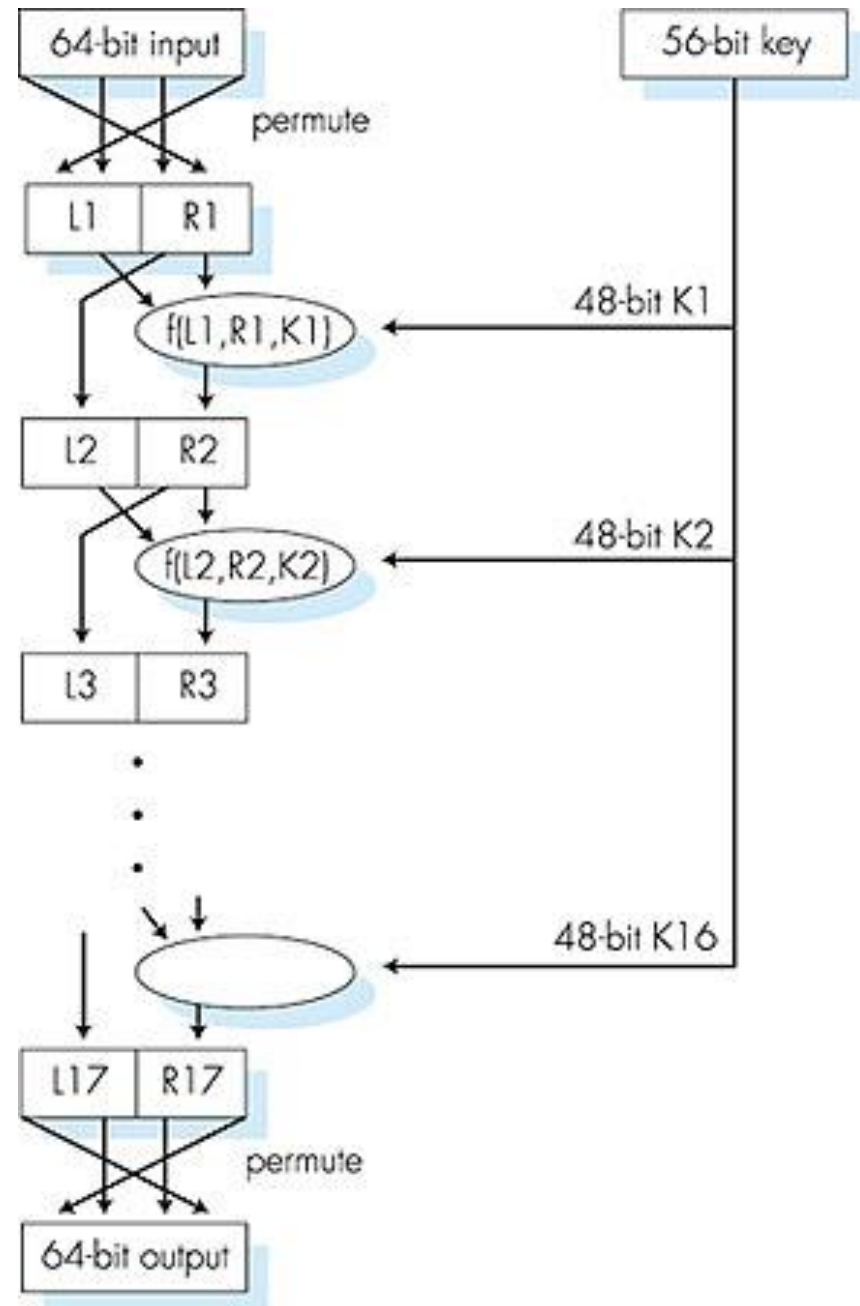 64-bit input
56-bit key
permute
L1 R1
48-bit K1
f(L1,R1,K1)
L2 R2
48-bit K2
f(L2,R2,K2)
L3 R3
48-bit K16
L17 R17
permute
64-bit output